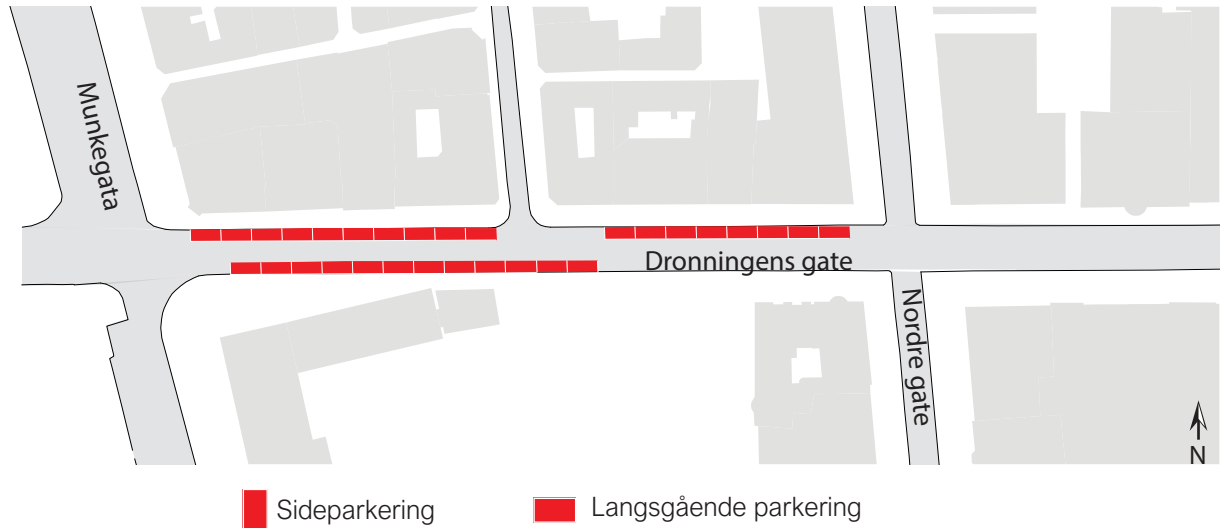 Munkegata
Dronningens gate
Nordre gate
N
Sideparkering
Langsgående parkering